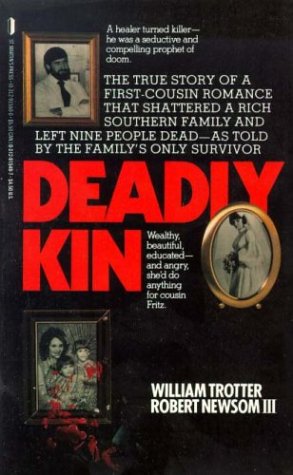 A healer turned killer—
he was a seductive and
compelling prophet of
doom.
THE TRUE STORY OF A
FIRST-COUSIN ROMANCE
THAT SHATTERED A RICH
SOUTHERN FAMILY AND
LEFT NINE PEOPLE DEAD—AS TOLD
BY THE FAMILY'S ONLY SURVIVOR
DEADLY
KIN
Wealthy,
beautiful,
educated—
and angry,
she'd do
anything
for cousin
Fritz.
WILLIAM TROTTER
ROBERT NEWSOM III